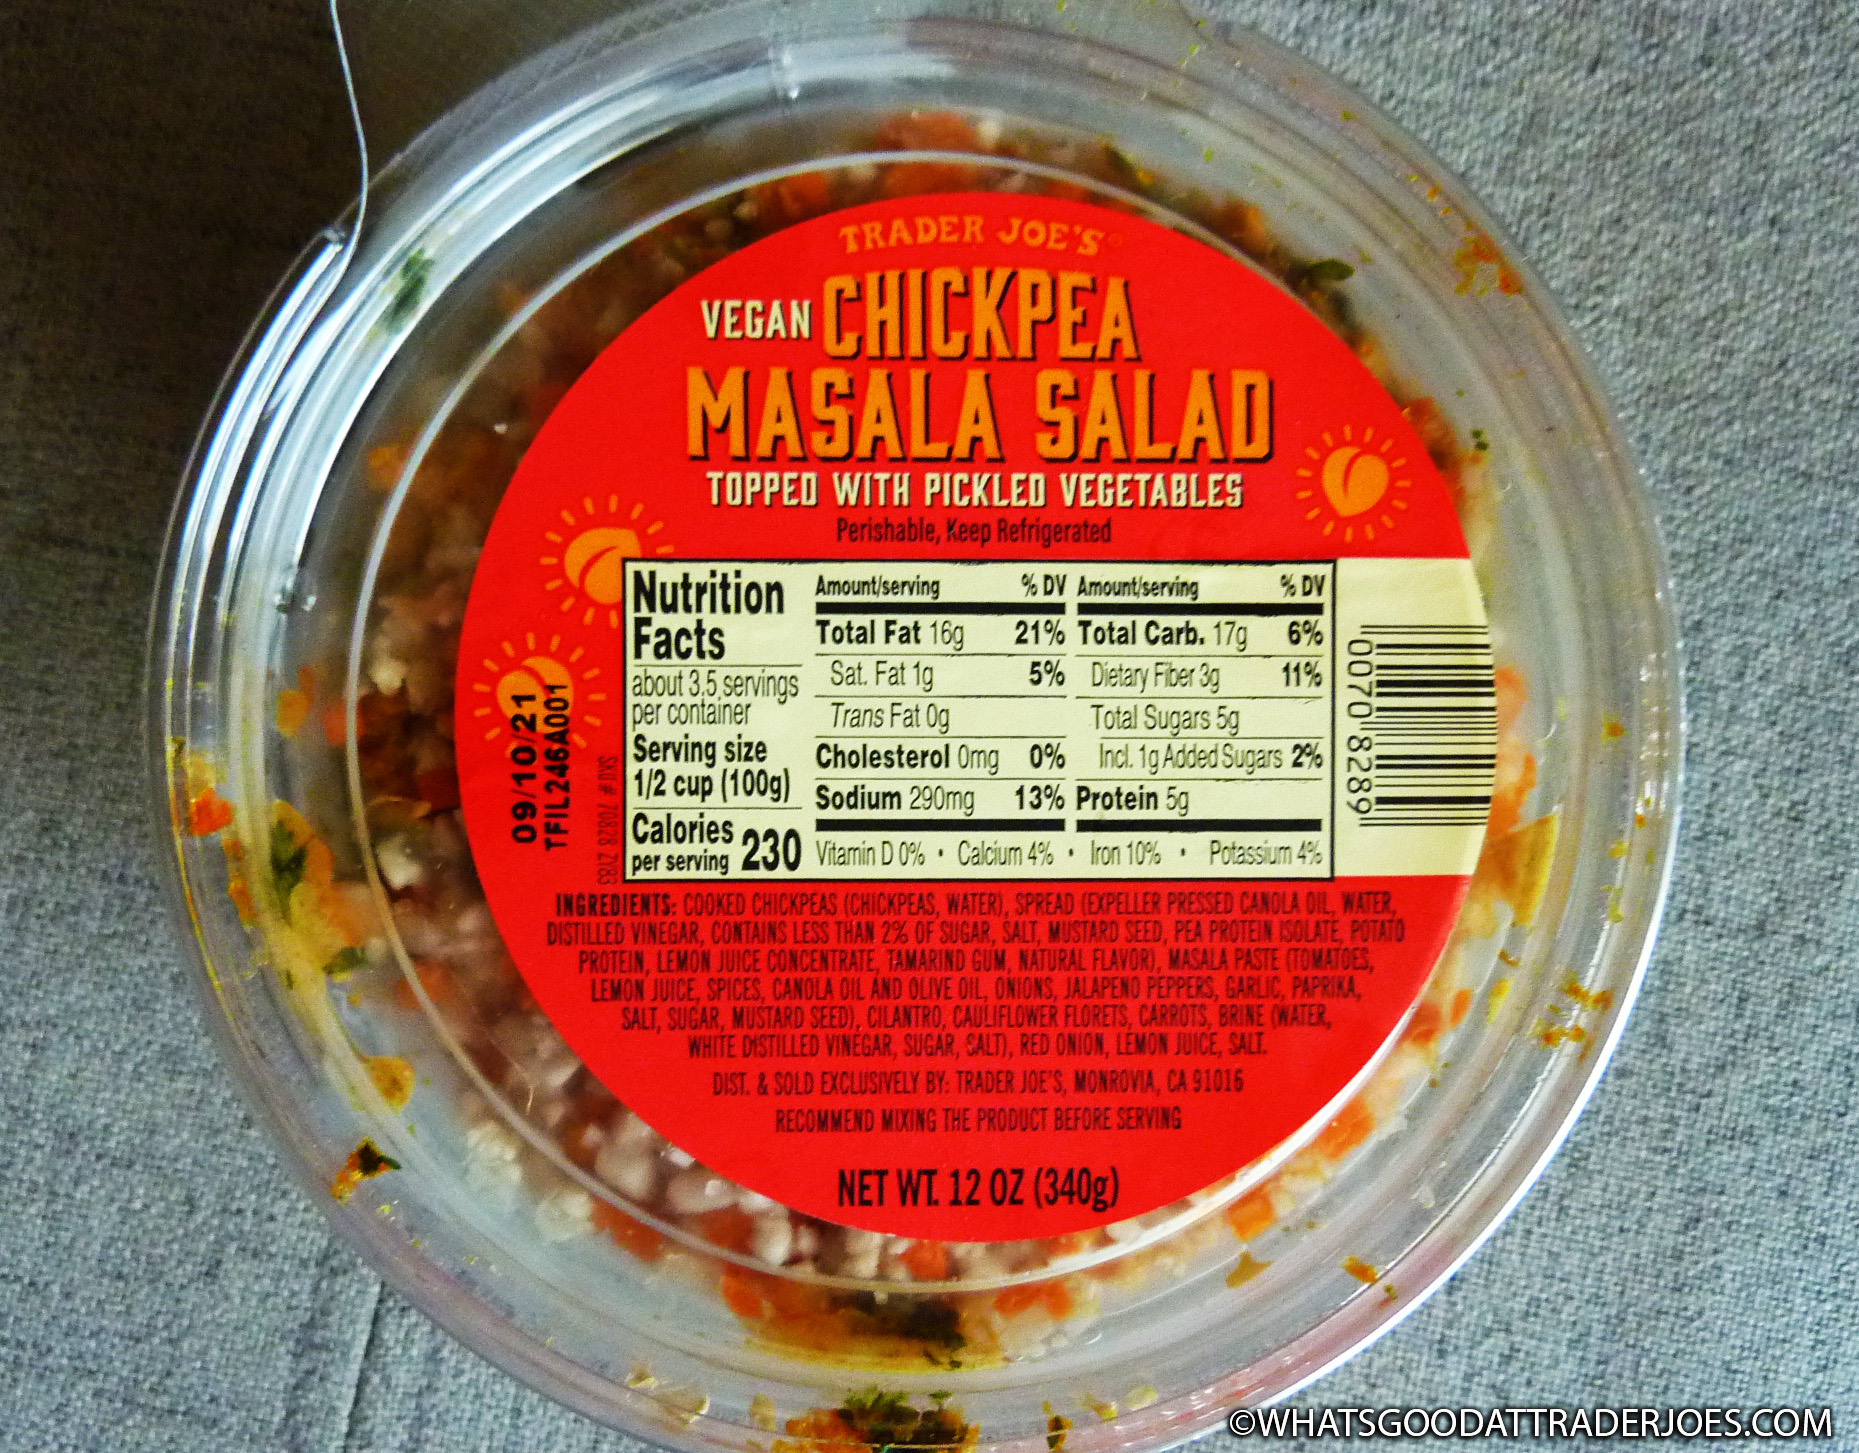 TRADER JOE'S
VEGAN CHICKPEA
MASALA SALAD
TOPPED WITH PICKLED VEGETABLES
Perishable, Keep Refrigerated
Nutrition
Facts
about 3.5 servings
per container
Serving size
1/2 cup (100g)
Calories
per serving 230
Amount/serving % DV
Total Fat 16g 21%
Sat. Fat 1g 5%
Trans Fat 0g
Cholesterol 0mg 0%
Sodium 290mg 13%
Amount/serving % DV
Total Carb. 17g 6%
Dietary Fiber 3g 11%
Total Sugars 5g
Incl. 1g Added Sugars 2%
Protein 5g
Vitamin D 0% • Calcium 4% • Iron 10% • Potassium 4%
0070 8289
09/10/21
TFIL246A001
SKU # 70828 ZV83
INGREDIENTS: COOKED CHICKPEAS (CHICKPEAS, WATER), SPREAD (EXPELLER PRESSED CANOLA OIL, WATER,
DISTILLED VINEGAR, CONTAINS LESS THAN 2% OF SUGAR, SALT, MUSTARD SEED, PEA PROTEIN ISOLATE, POTATO
PROTEIN, LEMON JUICE CONCENTRATE, TAMARIND GUM, NATURAL FLAVOR), MASALA PASTE (TOMATOES,
LEMON JUICE, SPICES, CANOLA OIL AND OLIVE OIL, ONIONS, JALAPENO PEPPERS, GARLIC, PAPRIKA,
SALT, SUGAR, MUSTARD SEED), CILANTRO, CAULIFLOWER FLORETS, CARROTS, BRINE (WATER,
WHITE DISTILLED VINEGAR, SUGAR, SALT), RED ONION, LEMON JUICE, SALT.
DIST. & SOLD EXCLUSIVELY BY: TRADER JOE'S, MONROVIA, CA 91016
RECOMMEND MIXING THE PRODUCT BEFORE SERVING
NET WT. 12 OZ (340g)
©WHATSGOODATTRADERJOES.COM